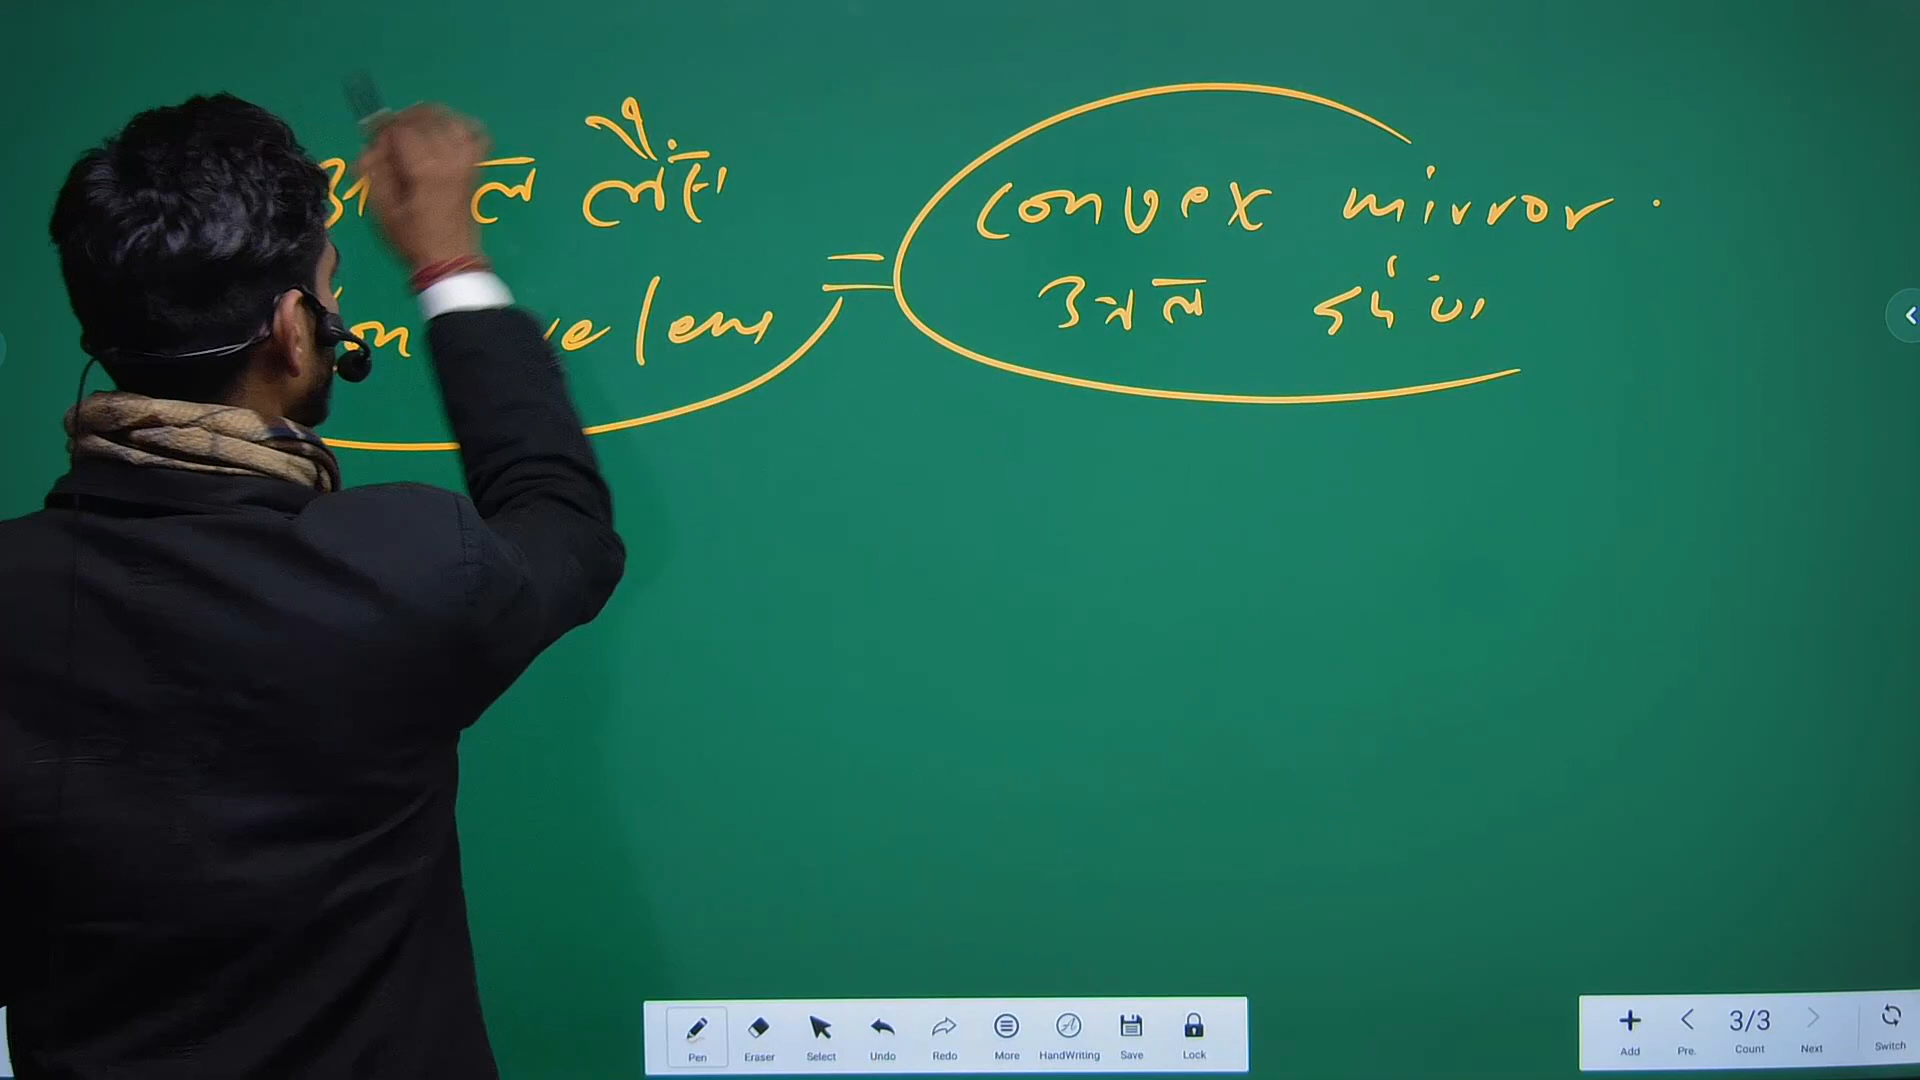 लेंस
lens
=
convex mirror.
उत्तल दर्पण
Pen Eraser Select Undo Redo More HandWriting Save Lock
3/3
Add Pre. Count Next Switch